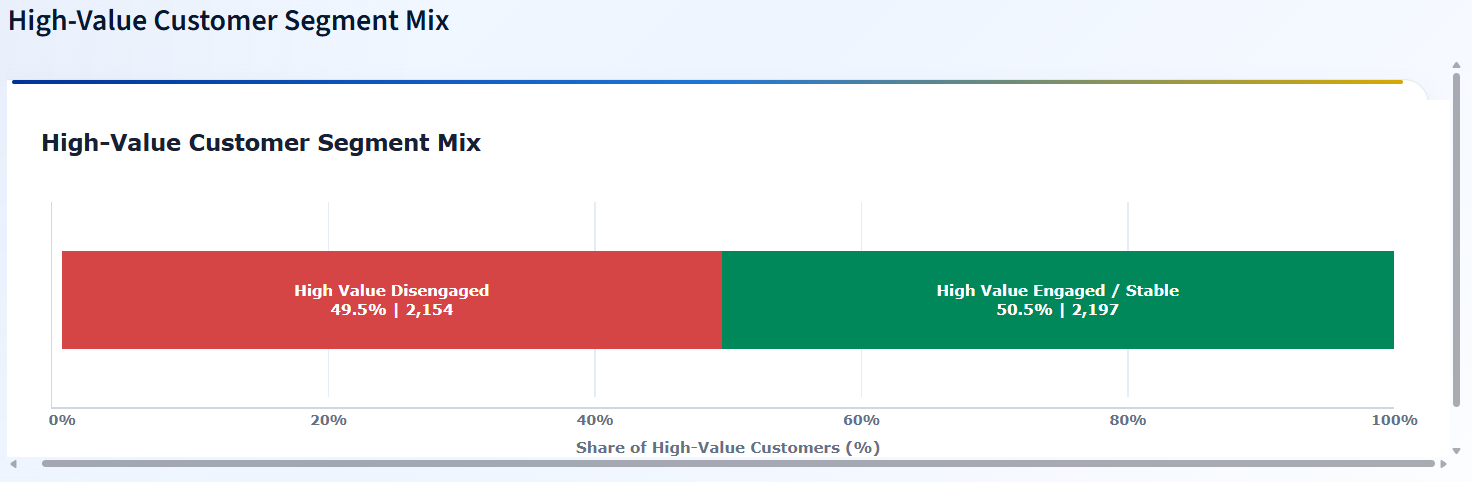 High-Value Customer Segment Mix
High-Value Customer Segment Mix
High Value Disengaged
49.5% | 2,154
High Value Engaged / Stable
50.5% | 2,197
0%
20%
40%
60%
80%
100%
Share of High-Value Customers (%)